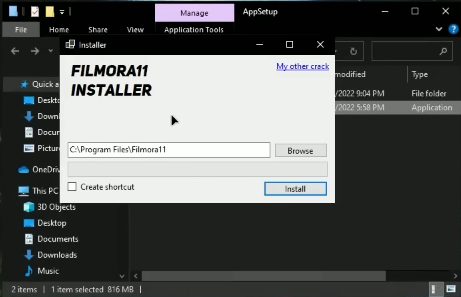 Manage
AppSetup
File
Home
Share
View
Application Tools
Installer
FILMORA11
INSTALLER
My other crack
modified
Type
/2022 9:04 PM
File folder
/2022 5:58 PM
Application
Quick a
Deskto
Downl
Docum
Picture
OneDriv
This PC
3D Objects
Desktop
Documents
Downloads
Music
C:\Program Files\Filmora11
Browse
Create shortcut
Install
2 items
1 item selected 816 MB